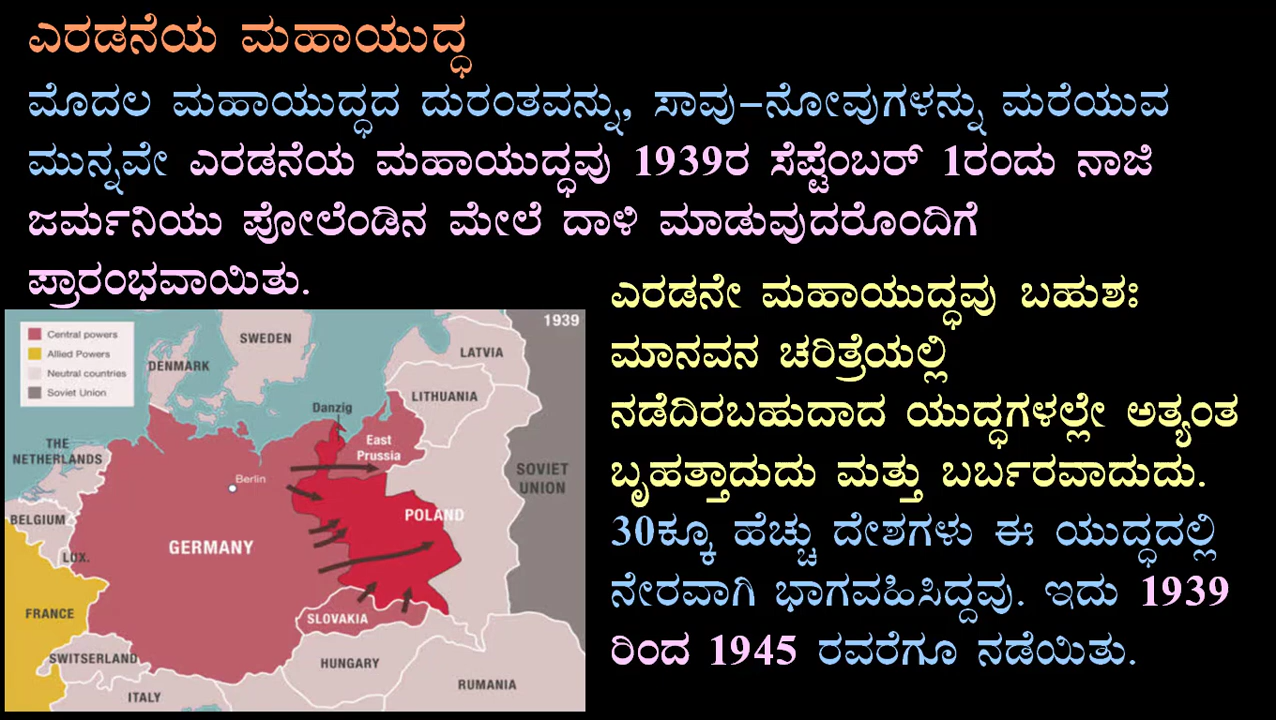 ಎರಡನೆಯ ಮಹಾಯುದ್ಧ
ಮೊದಲ ಮಹಾಯುದ್ಧದ ದುರಂತವನ್ನು, ಸಾವು-ನೋವುಗಳನ್ನು ಮರೆಯುವ
ಮುನ್ನವೇ ಎರಡನೆಯ ಮಹಾಯುದ್ಧವು 1939ರ ಸೆಪ್ಟೆಂಬರ್ 1ರಂದು ನಾಜಿ
ಜರ್ಮನಿಯು ಪೋಲೆಂಡಿನ ಮೇಲೆ ದಾಳಿ ಮಾಡುವುದರೊಂದಿಗೆ
ಪ್ರಾರಂಭವಾಯಿತು.
ಎರಡನೇ ಮಹಾಯುದ್ಧವು ಬಹುಶಃ
ಮಾನವನ ಚರಿತ್ರೆಯಲ್ಲಿ
ನಡೆದಿರಬಹುದಾದ ಯುದ್ಧಗಳಲ್ಲೇ ಅತ್ಯಂತ
ಬೃಹತ್ತಾದುದು ಮತ್ತು ಬರ್ಬರವಾದುದು.
30ಕ್ಕೂ ಹೆಚ್ಚು ದೇಶಗಳು ಈ ಯುದ್ಧದಲ್ಲಿ
ನೇರವಾಗಿ ಭಾಗವಹಿಸಿದ್ದವು. ಇದು 1939
ರಿಂದ 1945 ರವರೆಗೂ ನಡೆಯಿತು.
1939
Central powers
Allied Powers
Neutral countries
Soviet Union
SWEDEN
DENMARK
LATVIA
LITHUANIA
Danzig
East
Prussia
THE
NETHERLANDS
Berlin
SOVIET
UNION
BELGIUM
POLAND
GERMANY
LUX.
FRANCE
SLOVAKIA
SWITZERLAND
HUNGARY
RUMANIA
ITALY